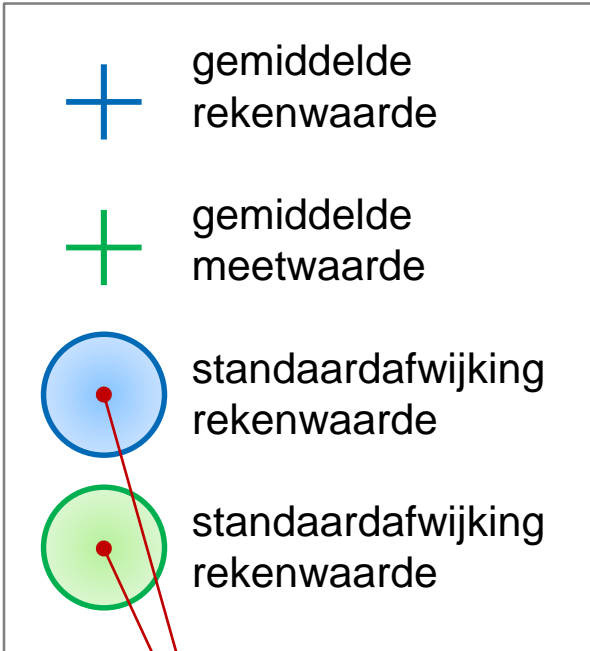 gemiddelde
rekenwaarde
gemiddelde
meetwaarde
standaardafwijking
rekenwaarde
standaardafwijking
rekenwaarde